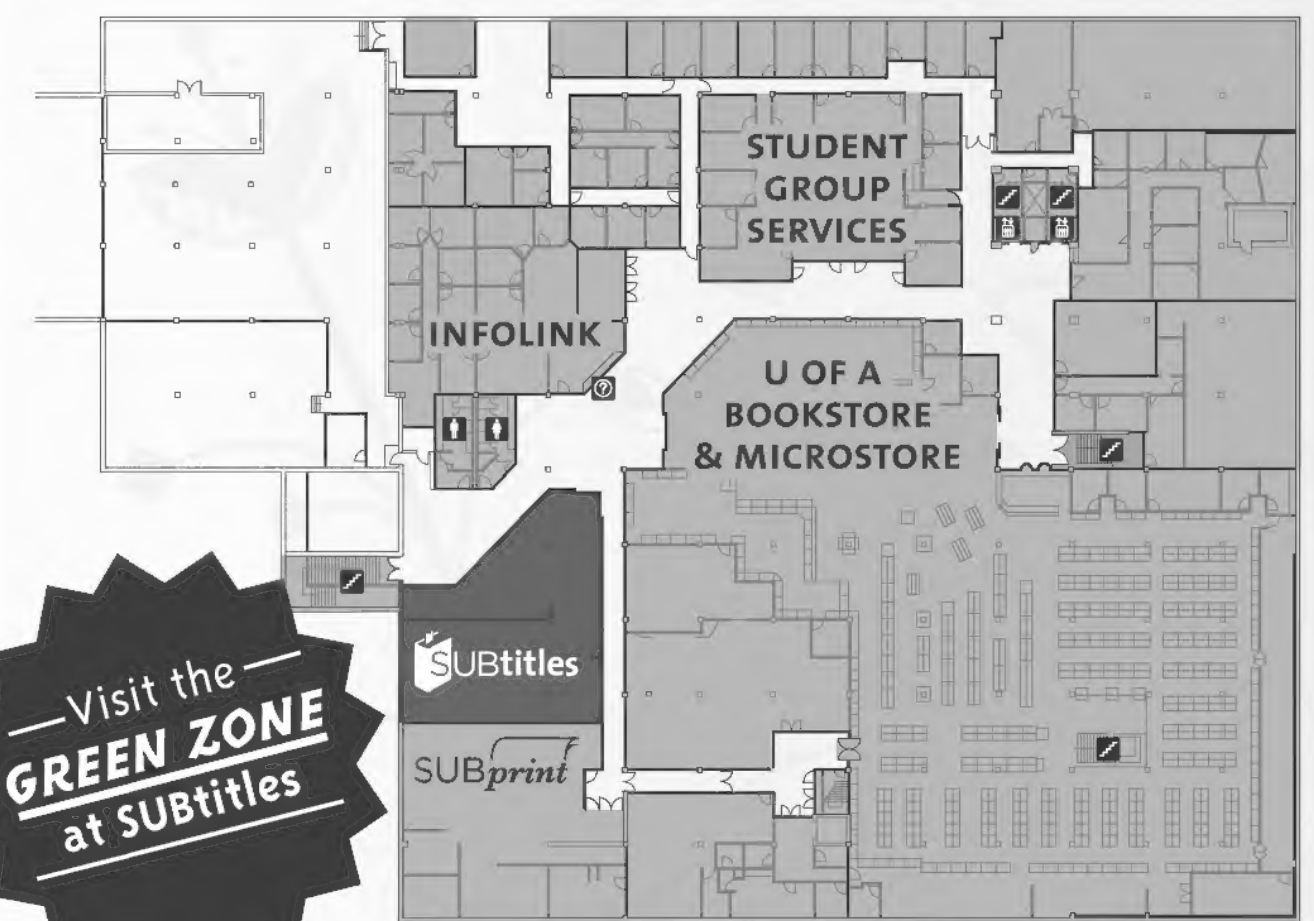 STUDENT
GROUP
SERVICES
INFOLINK
?
U OF A
BOOKSTORE
& MICROSTORE
SUBtitles
SUBprint
Visit the
GREEN ZONE
at SUBtitles